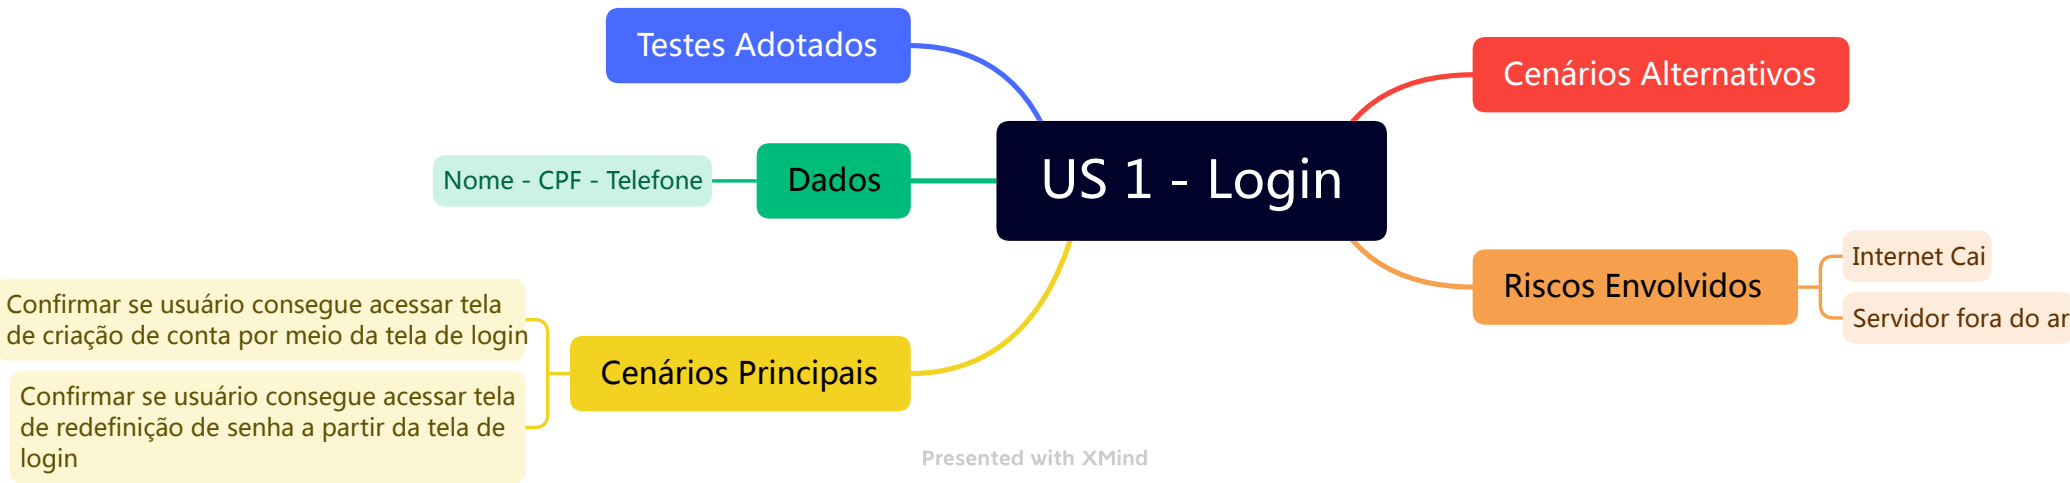 Testes Adotados
Cenários Alternativos
US 1 - Login
Dados
Nome - CPF - Telefone
Riscos Envolvidos
Internet Cai
Servidor fora do ar
Cenários Principais
Confirmar se usuário consegue acessar tela
de criação de conta por meio da tela de login
Confirmar se usuário consegue acessar tela
de redefinição de senha a partir da tela de
login
Presented with XMind